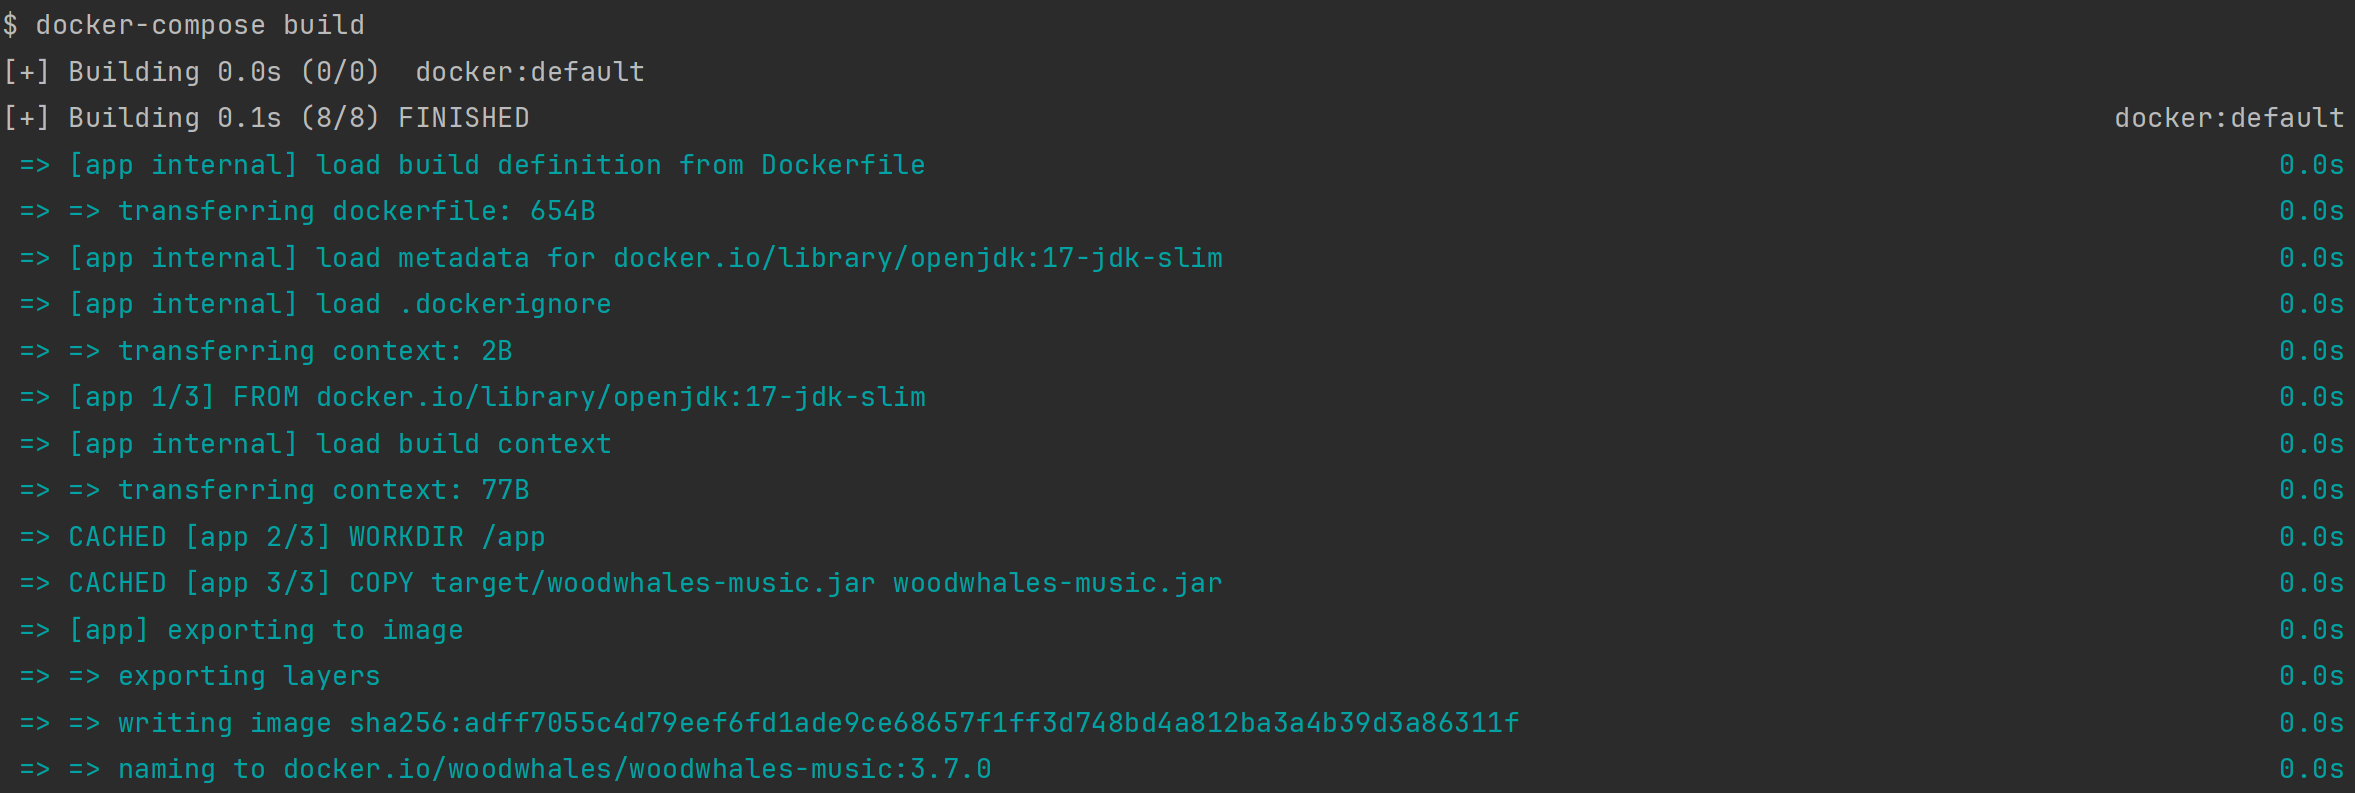 $ docker-compose build
[+] Building 0.0s (0/0)  docker:default
[+] Building 0.1s (8/8) FINISHED docker:default
=> [app internal] load build definition from Dockerfile 0.0s
=> => transferring dockerfile: 654B 0.0s
=> [app internal] load metadata for docker.io/library/openjdk:17-jdk-slim 0.0s
=> [app internal] load .dockerignore 0.0s
=> => transferring context: 2B 0.0s
=> [app 1/3] FROM docker.io/library/openjdk:17-jdk-slim 0.0s
=> [app internal] load build context 0.0s
=> => transferring context: 77B 0.0s
=> CACHED [app 2/3] WORKDIR /app 0.0s
=> CACHED [app 3/3] COPY target/woodwhales-music.jar woodwhales-music.jar 0.0s
=> [app] exporting to image 0.0s
=> => exporting layers 0.0s
=> => writing image sha256:adff7055c4d79eef6fd1ade9ce68657f1ff3d748bd4a812ba3a4b39d3a86311f 0.0s
=> => naming to docker.io/woodwhales/woodwhales-music:3.7.0 0.0s